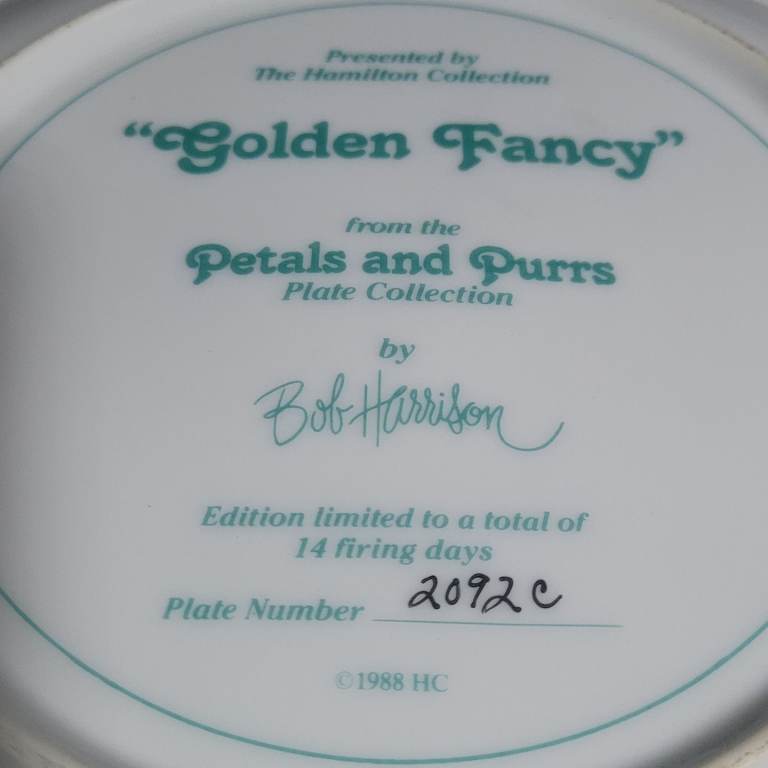 Presented by
The Hamilton Collection
“Golden Fancy”
from the
Petals and Purrs
Plate Collection
by
Bob Harrison
Edition limited to a total of
14 firing days
Plate Number 2092C
©1988 HC